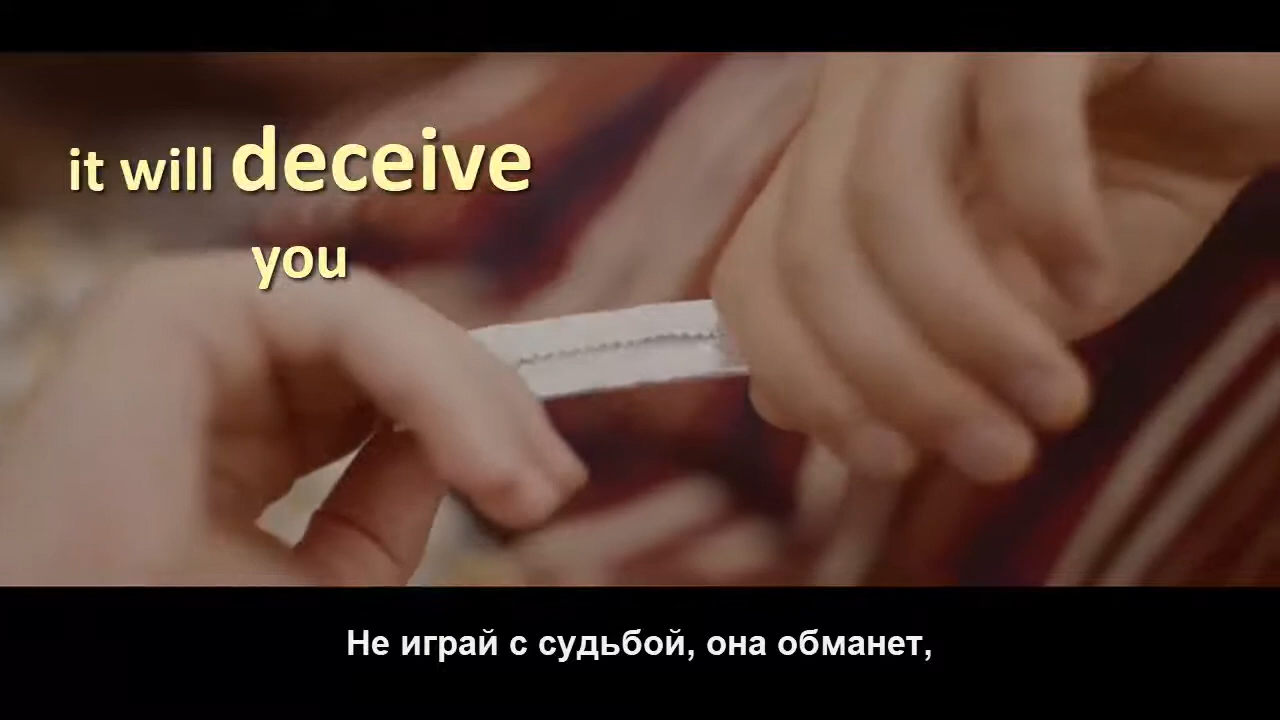 it will deceive
you
Не играй с судьбой, она обманет,